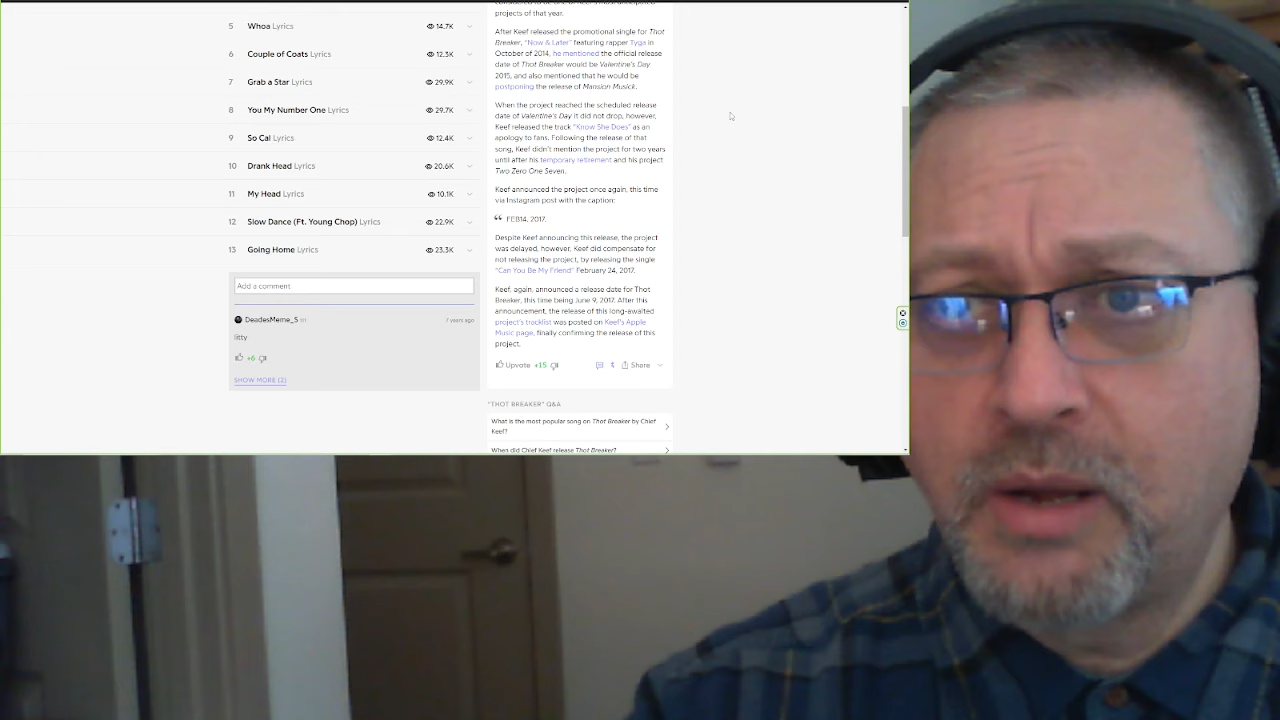 5 Whoa Lyrics 14.7K
6 Couple of Coats Lyrics 12.3K
7 Grab a Star Lyrics 29.9K
8 You My Number One Lyrics 29.7K
9 So Cal Lyrics 12.4K
10 Drank Head Lyrics 20.6K
11 My Head Lyrics 10.1K
12 Slow Dance (Ft. Young Chop) Lyrics 22.9K
13 Going Home Lyrics 23.3K
Add a comment
DeadesMeme_S
7 years ago
litty
+6
SHOW MORE (2)
projects of that year.
After Keef released the promotional single for Thot
Breaker, “Now & Later” featuring rapper Tyga in
October of 2014, he mentioned the official release
date of Thot Breaker would be Valentine's Day
2015, and also mentioned that he would be
postponing the release of Mansion Musick.
When the project reached the scheduled release
date of Valentine's Day it did not drop, however,
Keef released the track “Know She Does” as an
apology to fans. Following the release of that
song, Keef didn't mention the project for two years
until after his temporary retirement and his project
Two Zero One Seven.
Keef announced the project once again, this time
via Instagram post with the caption:
“ FEB14, 2017.
Despite Keef announcing this release, the project
was delayed, however, Keef did compensate for
not releasing the project, by releasing the single
“Can You Be My Friend” February 24, 2017.
Keef, again, announced a release date for Thot
Breaker, this time being June 9, 2017. After this
announcement, the release of this long-awaited
project's tracklist was posted on Keef's Apple
Music page, finally confirming the release of this
project.
Upvote +15 Share
"THOT BREAKER" Q&A
What is the most popular song on Thot Breaker by Chief
Keef?
When did Chief Keef release Thot Breaker?